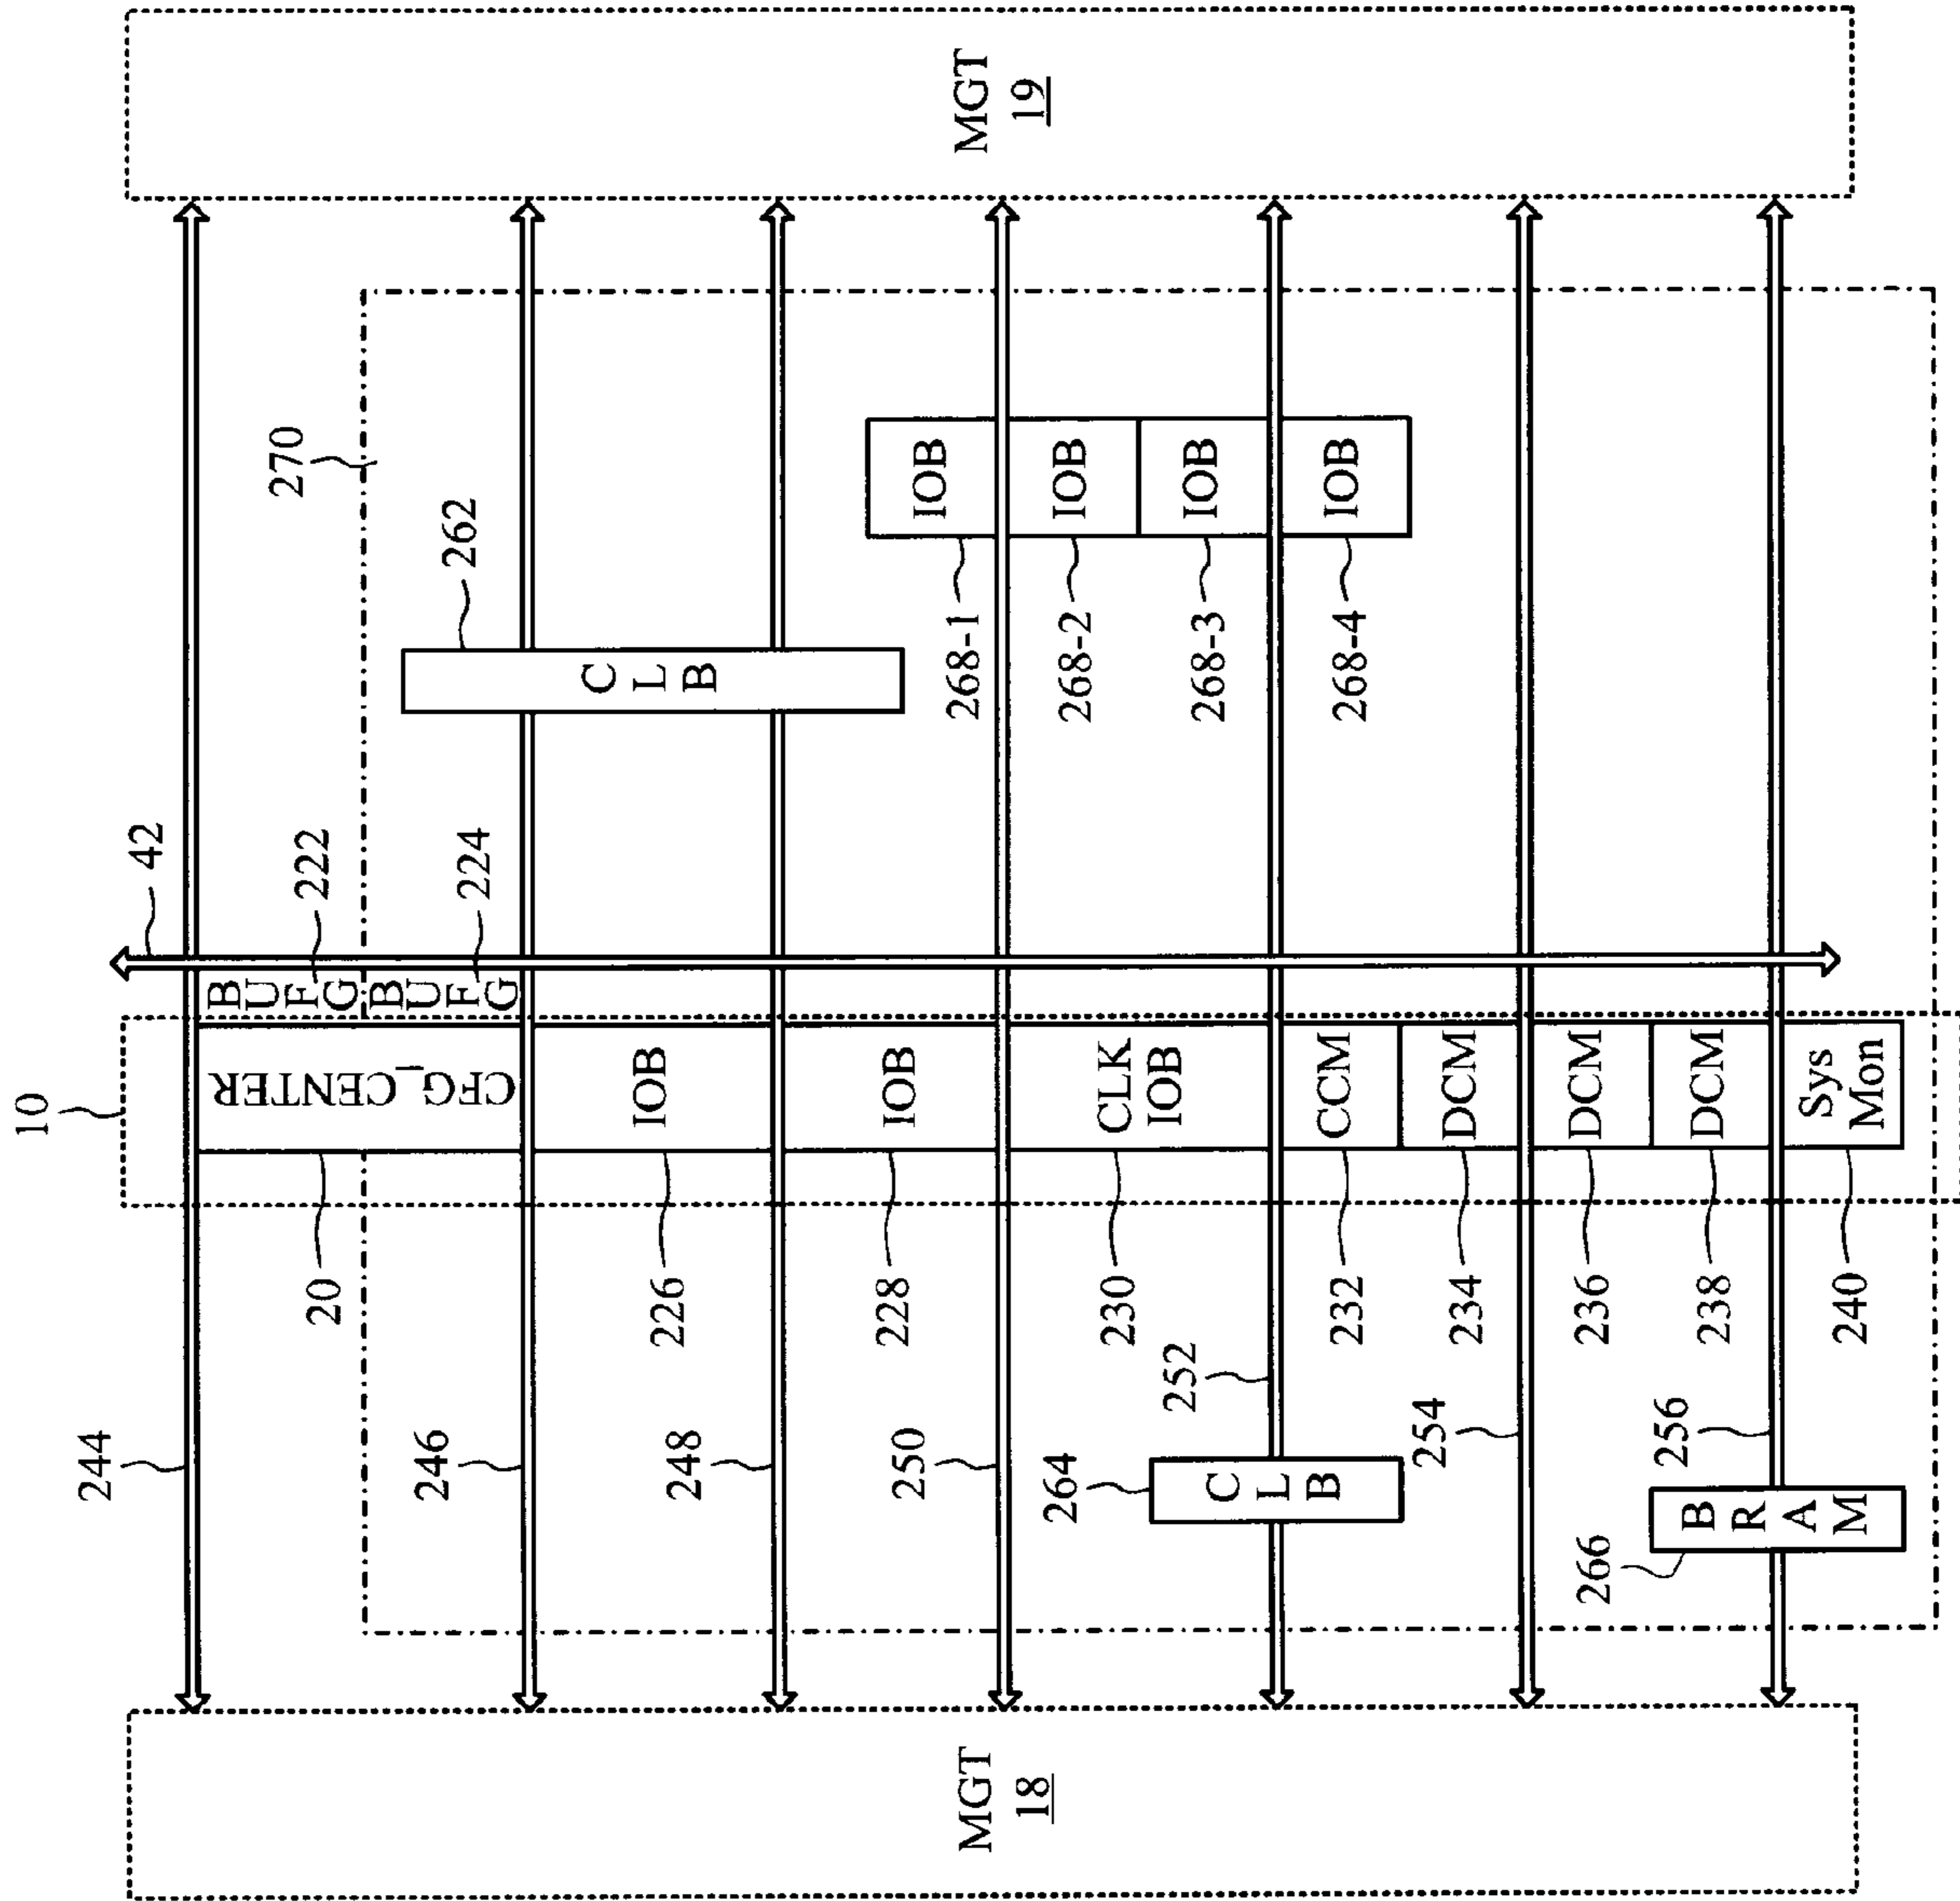 MGT
19
270
262
42
222
224
B
U
F
G
B
U
F
G
C
L
B
IOB
IOB
IOB
IOB
268-1
268-2
268-3
268-4
10
CFG_CENTER
IOB
IOB
CLK
IOB
CCM
DCM
DCM
DCM
Sys
Mon
20
226
228
230
232
234
236
238
240
244
246
248
250
252
254
256
264
C
L
B
266
B
R
A
M
MGT
18